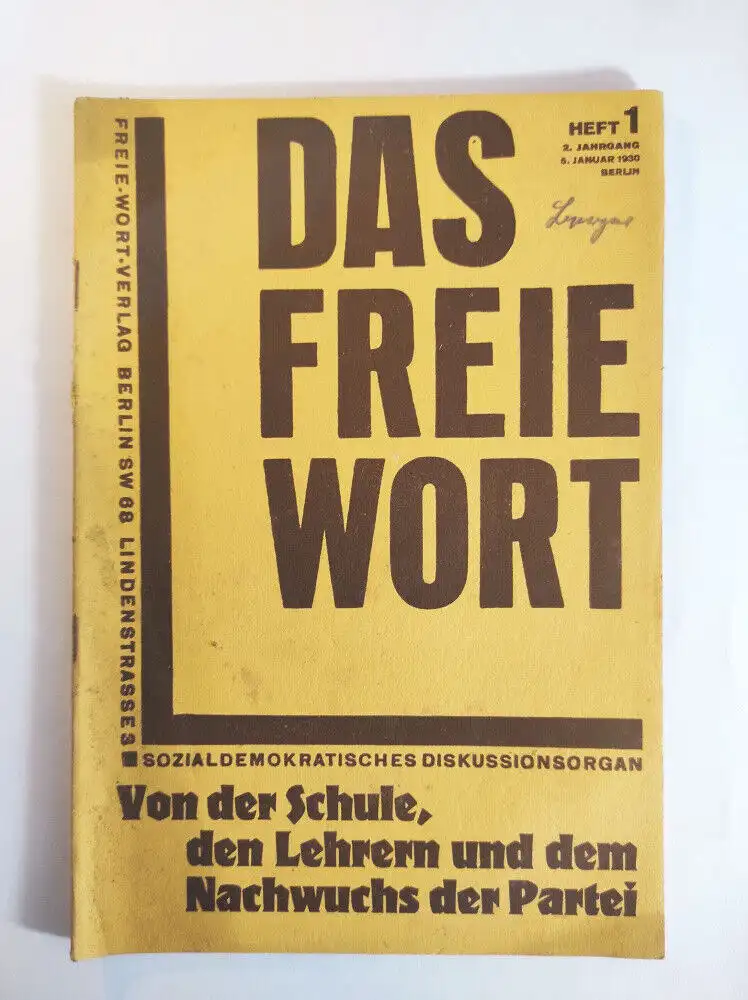 HEFT 1
2. JAHRGANG
5. JANUAR 1930
BERLIN
DAS
FREIE
WORT
FREIE-WORT-VERLAG BERLIN SW 68 LINDENSTRASSE 3
SOZIALDEMOKRATISCHES DISKUSSIONSORGAN
Von der Schule,
den Lehrern und dem
Nachwuchs der Partei